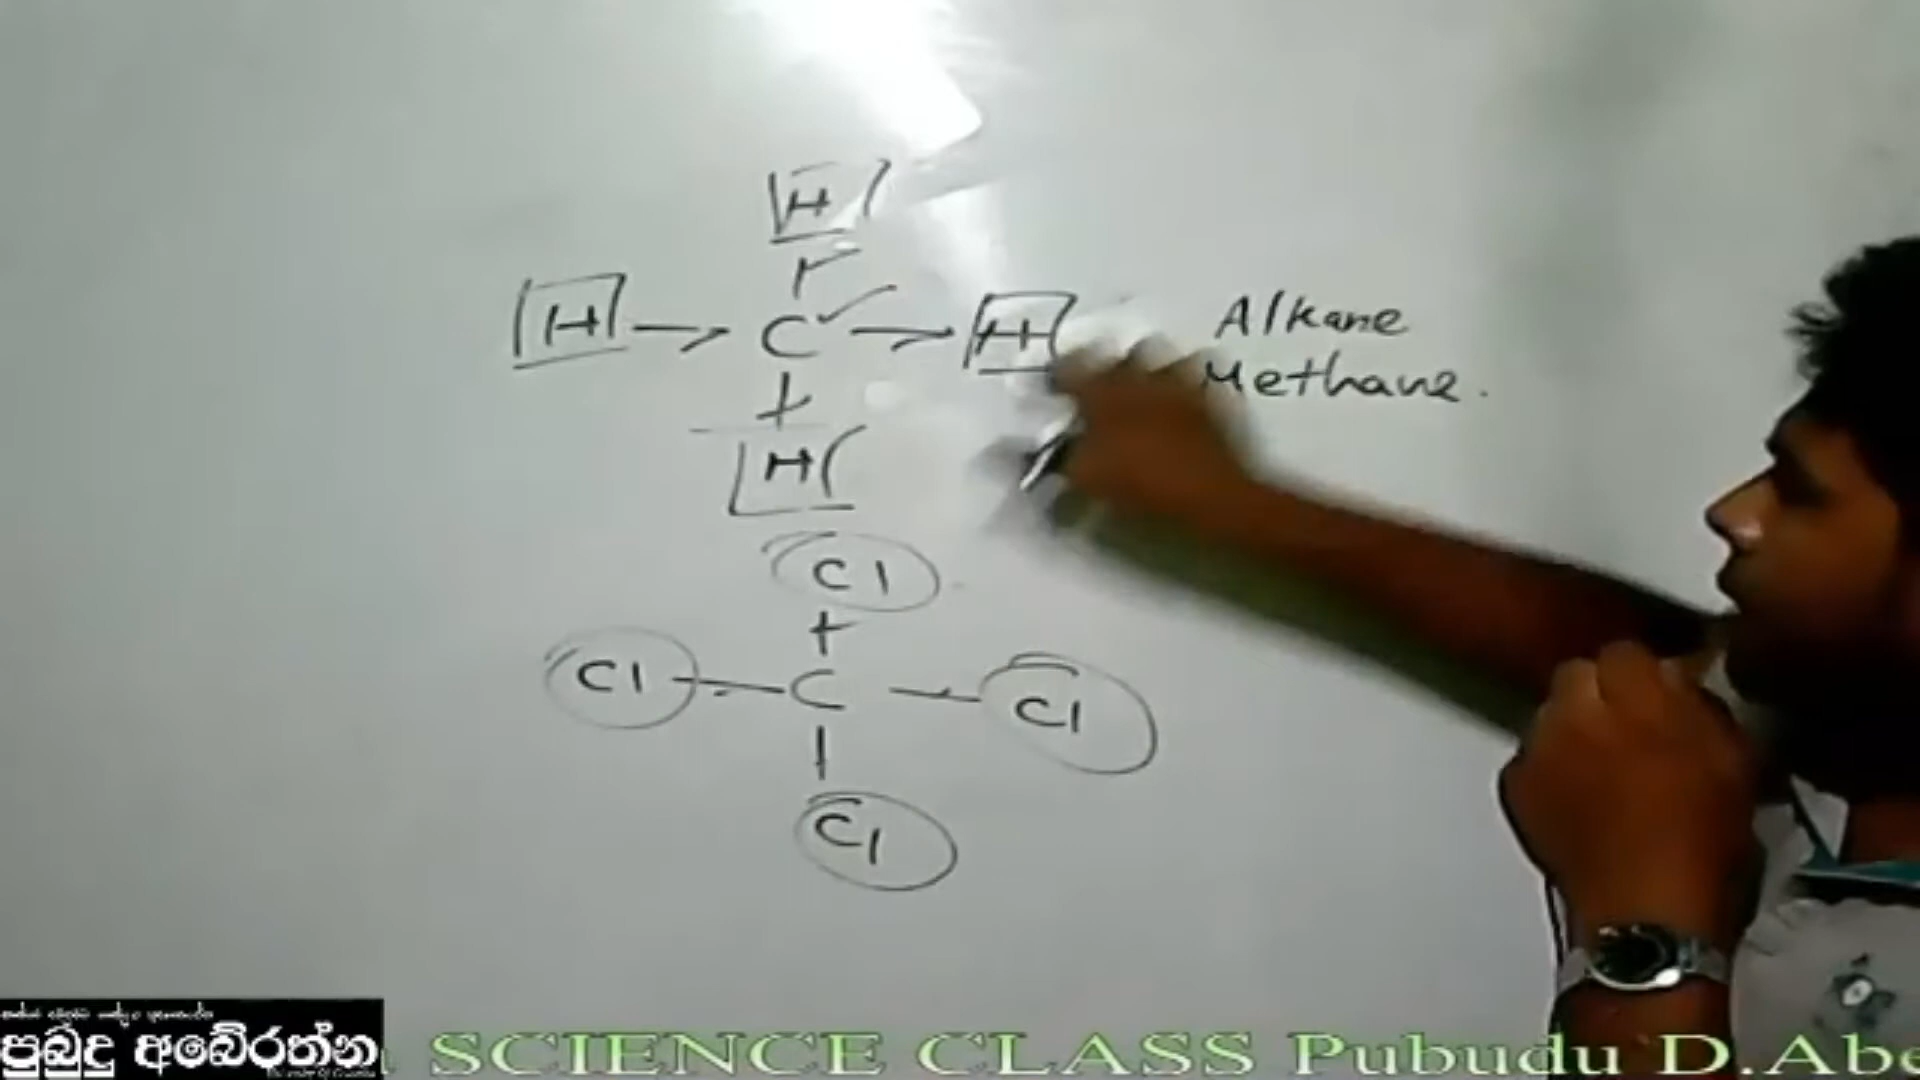 H
H C H
H
Alkane
Methane.
Cl
Cl C Cl
Cl
පුබුදු අබේරත්න
SCIENCE CLASS Pubudu D.Abe